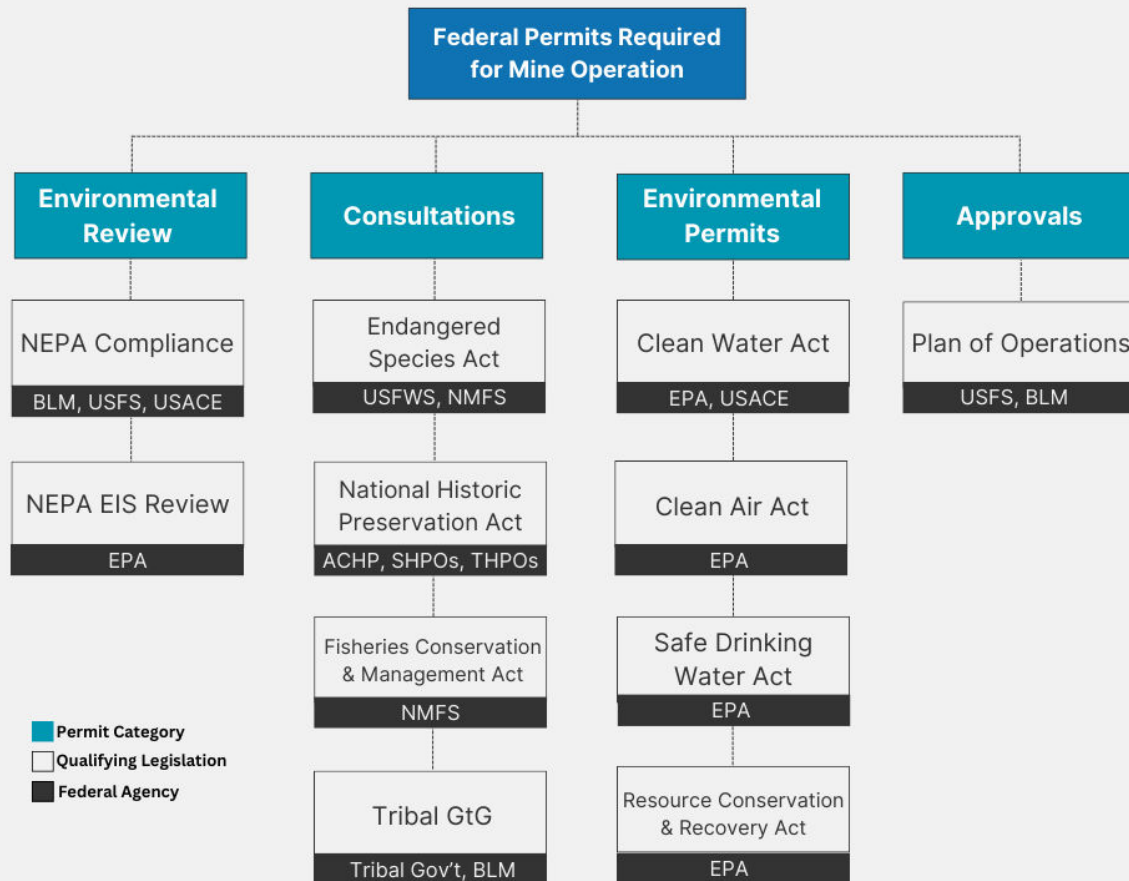 Federal Permits Required
for Mine Operation
Environmental
Review
NEPA Compliance
BLM, USFS, USACE
NEPA EIS Review
EPA
Consultations
Endangered
Species Act
USFWS, NMFS
National Historic
Preservation Act
ACHP, SHPOs, THPOs
Fisheries Conservation
& Management Act
NMFS
Tribal GtG
Tribal Gov't, BLM
Environmental
Permits
Clean Water Act
EPA, USACE
Clean Air Act
EPA
Safe Drinking
Water Act
EPA
Resource Conservation
& Recovery Act
EPA
Approvals
Plan of Operations
USFS, BLM
Permit Category
Qualifying Legislation
Federal Agency